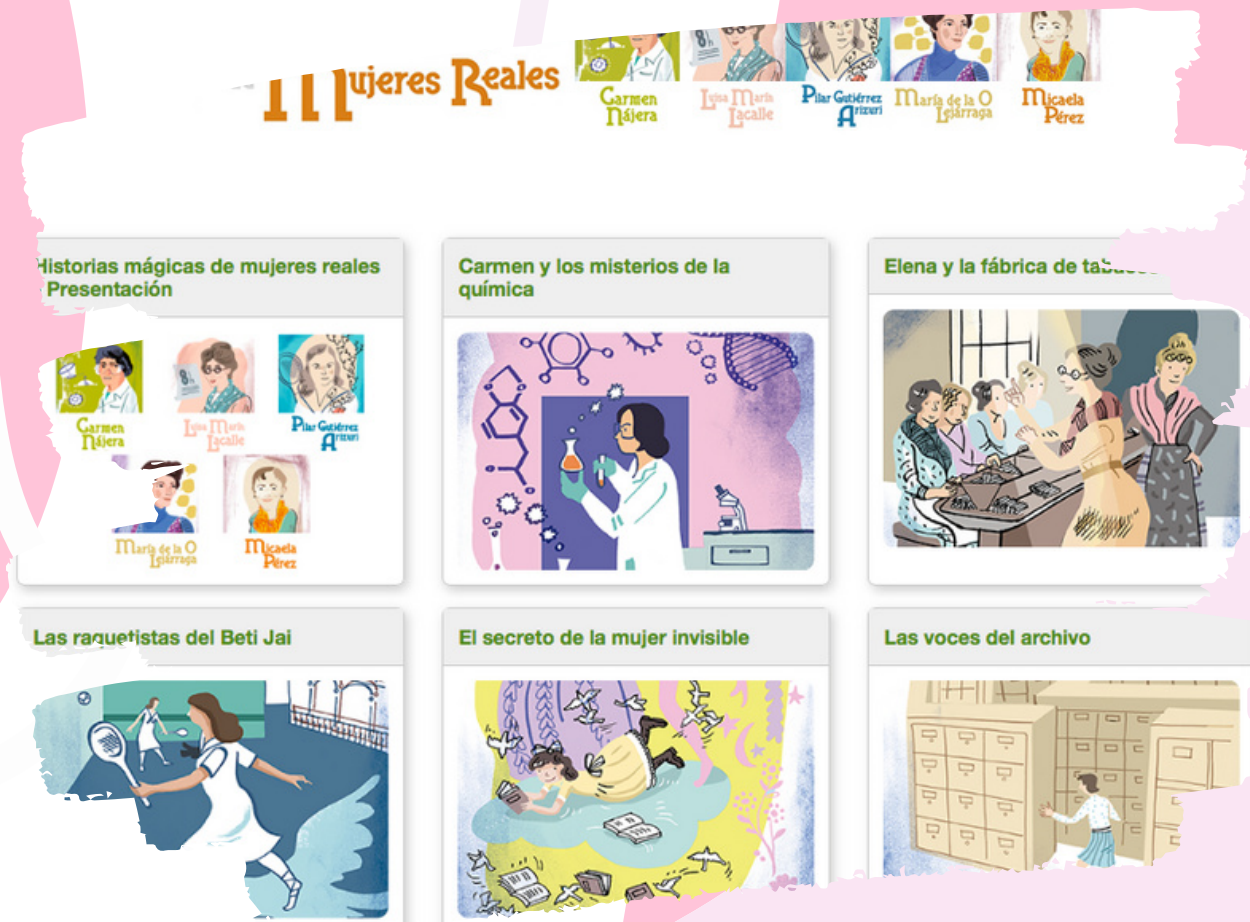 Mujeres Reales
Carmen
Nájera
Luisa Marín
Lacalle
Pilar Gutiérrez
Arizuri
María de la O
Lejárraga
Micaela
Pérez
Historias mágicas de mujeres reales
Presentación
Carmen
Nájera
Luisa Marín
Lacalle
Pilar Gutiérrez
Arizuri
María de la O
Lejárraga
Micaela
Pérez
Carmen y los misterios de la
química
Elena y la fábrica de
Las raquetistas del Beti Jai
El secreto de la mujer invisible
Las voces del archivo